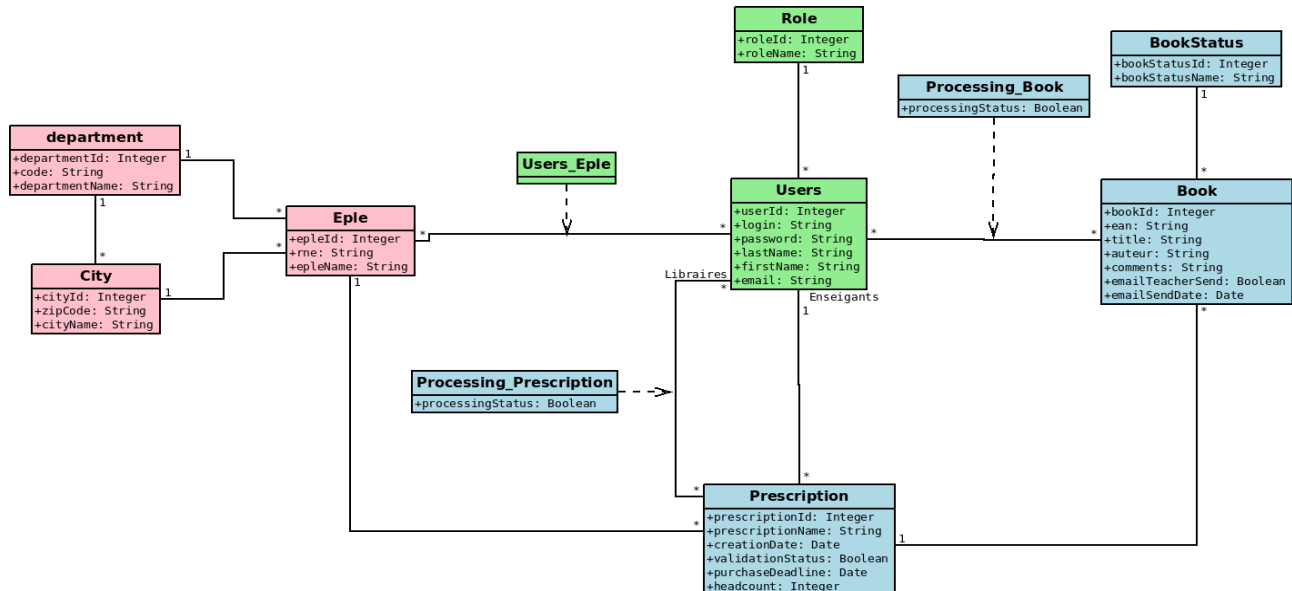 Role
+roleId: Integer
+roleName: String
1
*
BookStatus
+bookStatusId: Integer
+bookStatusName: String
1
*
Processing_Book
+processingStatus: Boolean
department
+departmentId: Integer
+code: String
+departmentName: String
1
*
1
*
Users_Eple
Eple
+epleId: Integer
+rne: String
+epleName: String
*
*
1
City
+cityId: Integer
+zipCode: String
+cityName: String
1
*
Users
+userId: Integer
+login: String
+password: String
+lastName: String
+firstName: String
+email: String
*
*
Libraires
*
Enseigants
1
Book
+bookId: Integer
+ean: String
+title: String
+auteur: String
+comments: String
+emailTeacherSend: Boolean
+emailSendDate: Date
*
Processing_Prescription
+processingStatus: Boolean
*
*
*
Prescription
+prescriptionId: Integer
+prescriptionName: String
+creationDate: Date
+validationStatus: Boolean
+purchaseDeadline: Date
+headcount: Integer
1